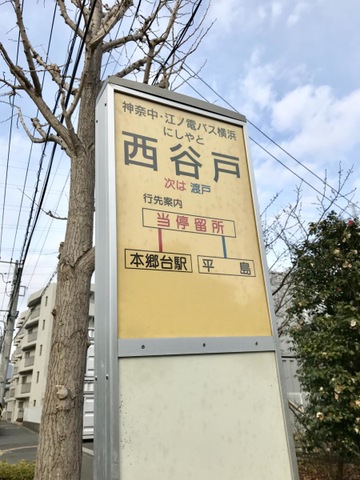 神奈中・江ノ電バス横浜
にしやと
西谷戸
次は 渡戸
行先案内
当停留所
本郷台駅 平島